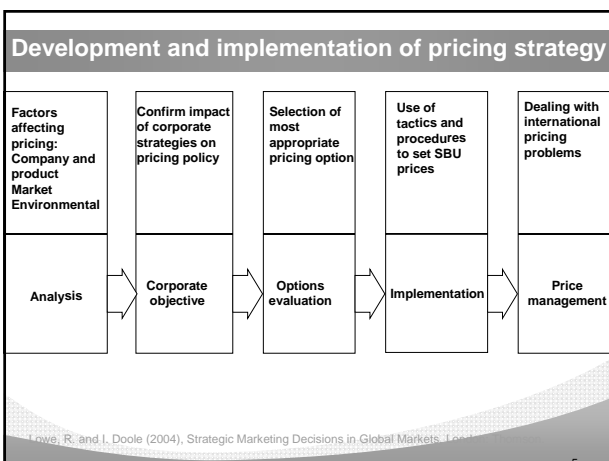 Development and implementation of pricing strategy
Factors
affecting
pricing:
Company and
product
Market
Environmental
Confirm impact
of corporate
strategies on
pricing policy
Selection of
most
appropriate
pricing option
Use of
tactics and
procedures
to set SBU
prices
Dealing with
international
pricing
problems
Analysis
Corporate
objective
Options
evaluation
Implementation
Price
management
Lowe, R. and I. Doole (2004), Strategic Marketing Decisions in Global Markets.